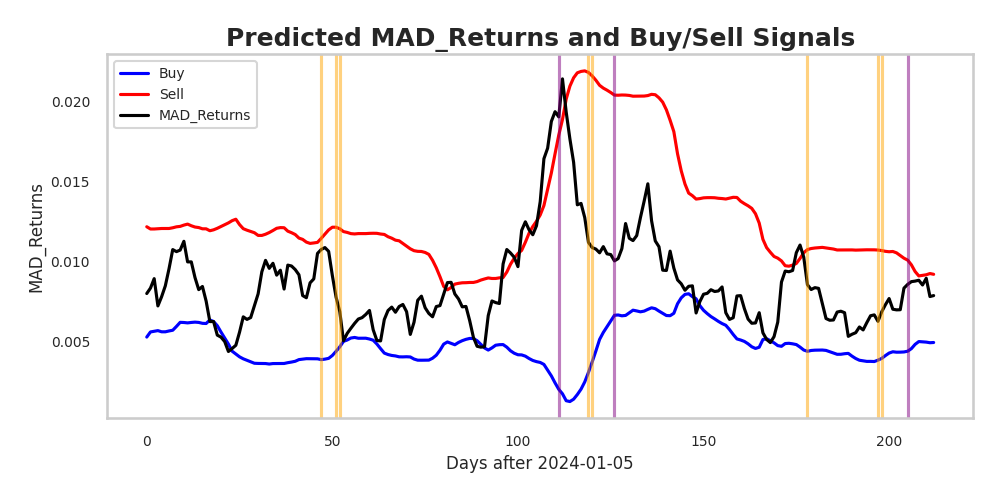 Predicted MAD_Returns and Buy/Sell Signals
Buy
Sell
MAD_Returns
0.020
0.015
0.010
0.005
MAD_Returns
0 50 100 150 200
Days after 2024-01-05